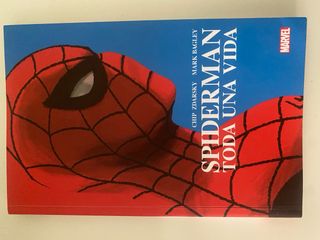 CHIP ZDARSKY MARK BAGLEY
SPIDERMAN
TODA UNA VIDA
MARVEL